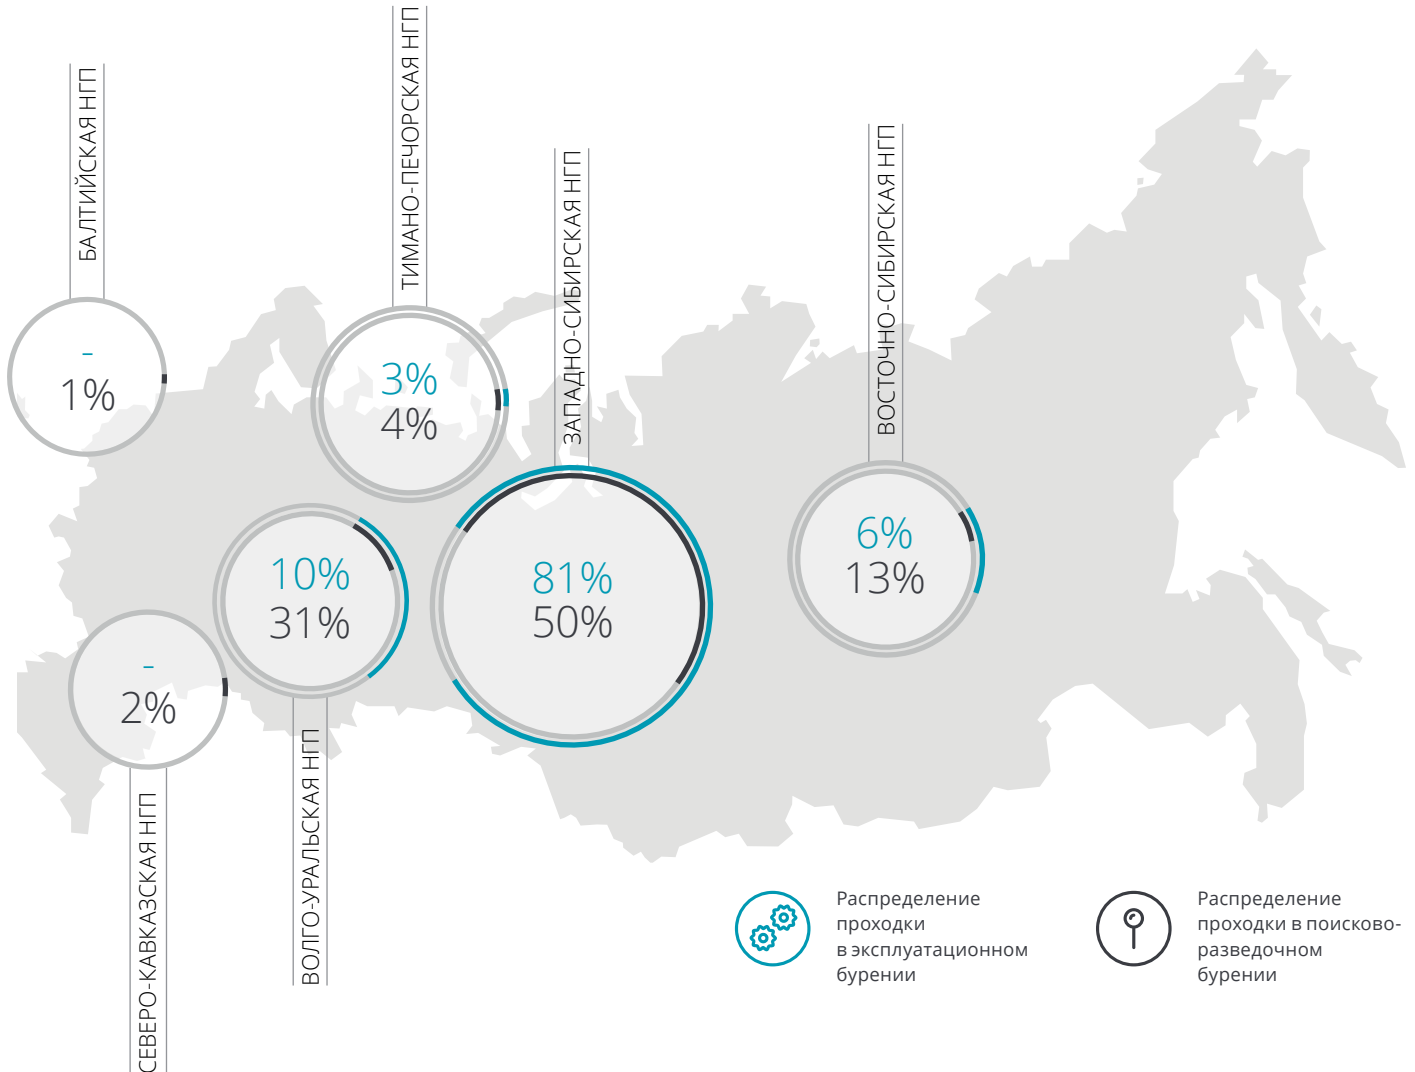 БАЛТИЙСКАЯ НГП
–
1%
ТИМАНО-ПЕЧОРСКАЯ НГП
3%
4%
ЗАПАДНО-СИБИРСКАЯ НГП
81%
50%
ВОСТОЧНО-СИБИРСКАЯ НГП
6%
13%
ВОЛГО-УРАЛЬСКАЯ НГП
10%
31%
СЕВЕРО-КАВКАЗСКАЯ НГП
–
2%
Распределение
проходки
в эксплуатационном
бурении
Распределение
проходки в поисково-
разведочном
бурении